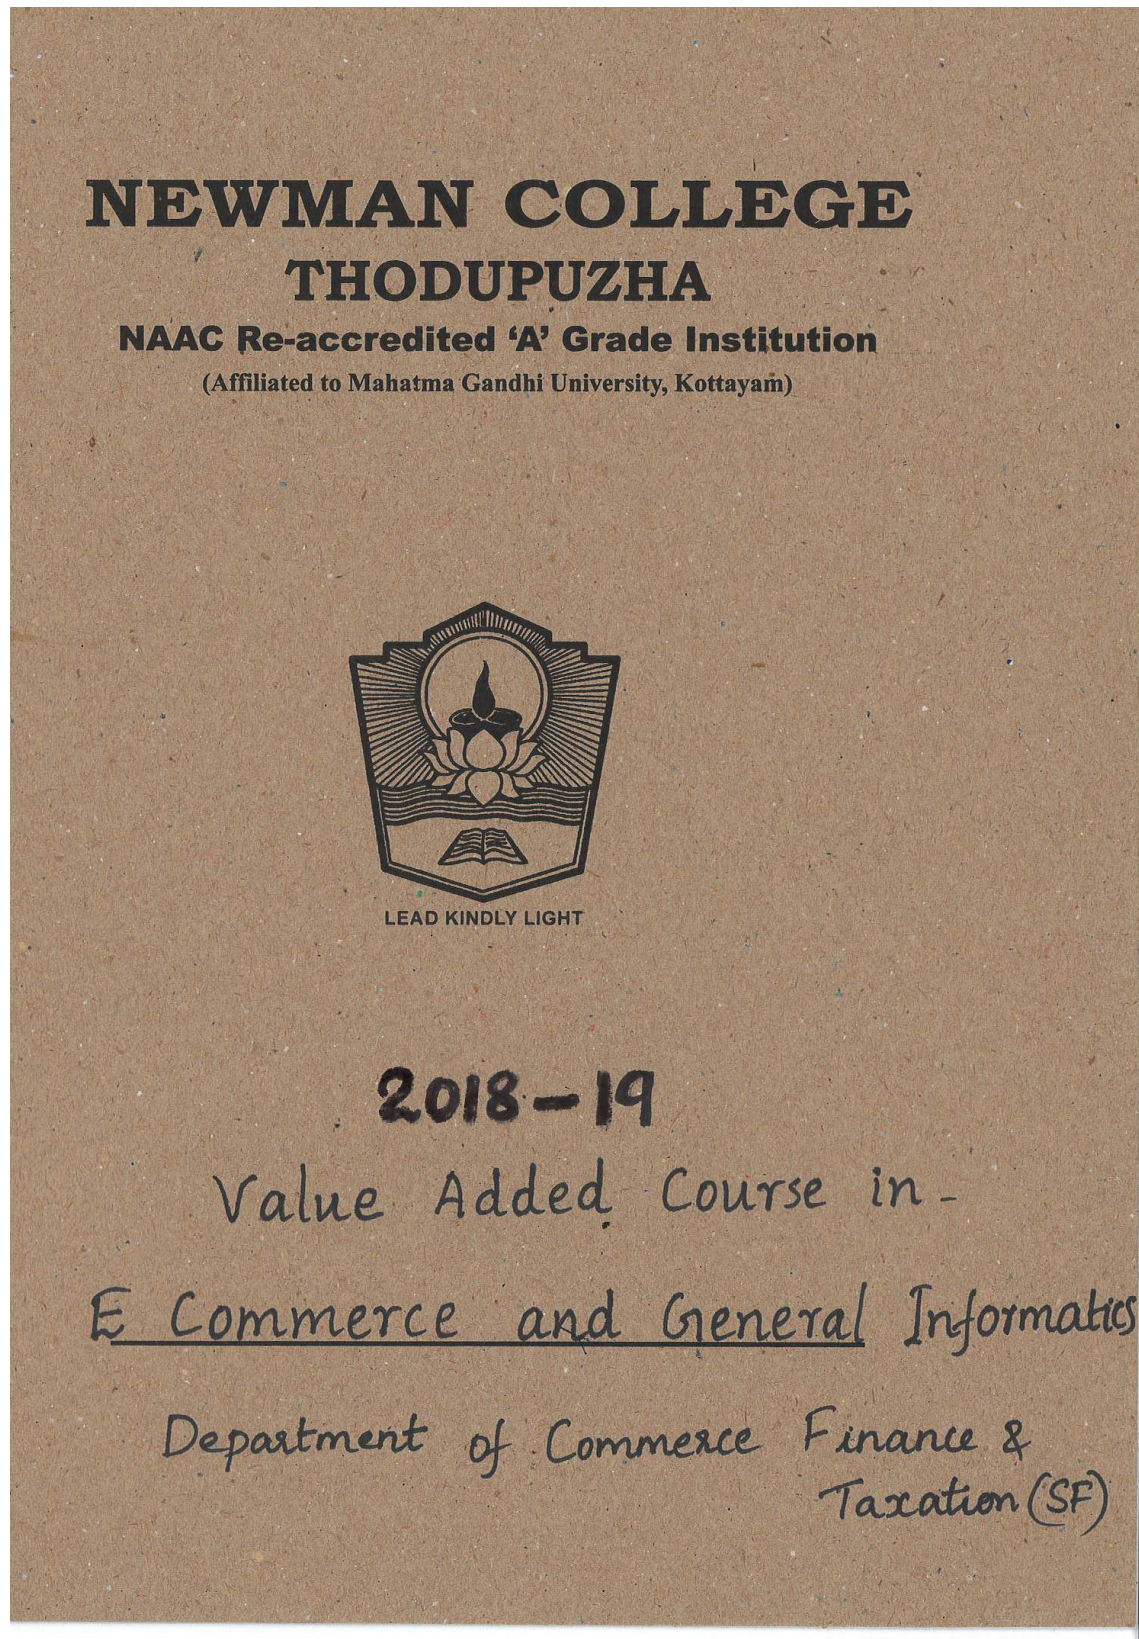 NEWMAN COLLEGE
THODUPUZHA
NAAC Re-accredited ‘A’ Grade Institution
(Affiliated to Mahatma Gandhi University, Kottayam)
LEAD KINDLY LIGHT
2018-19
Value Added Course in -
E Commerce and General Informatics
Department of Commerce Finance &
Taxation (SF)